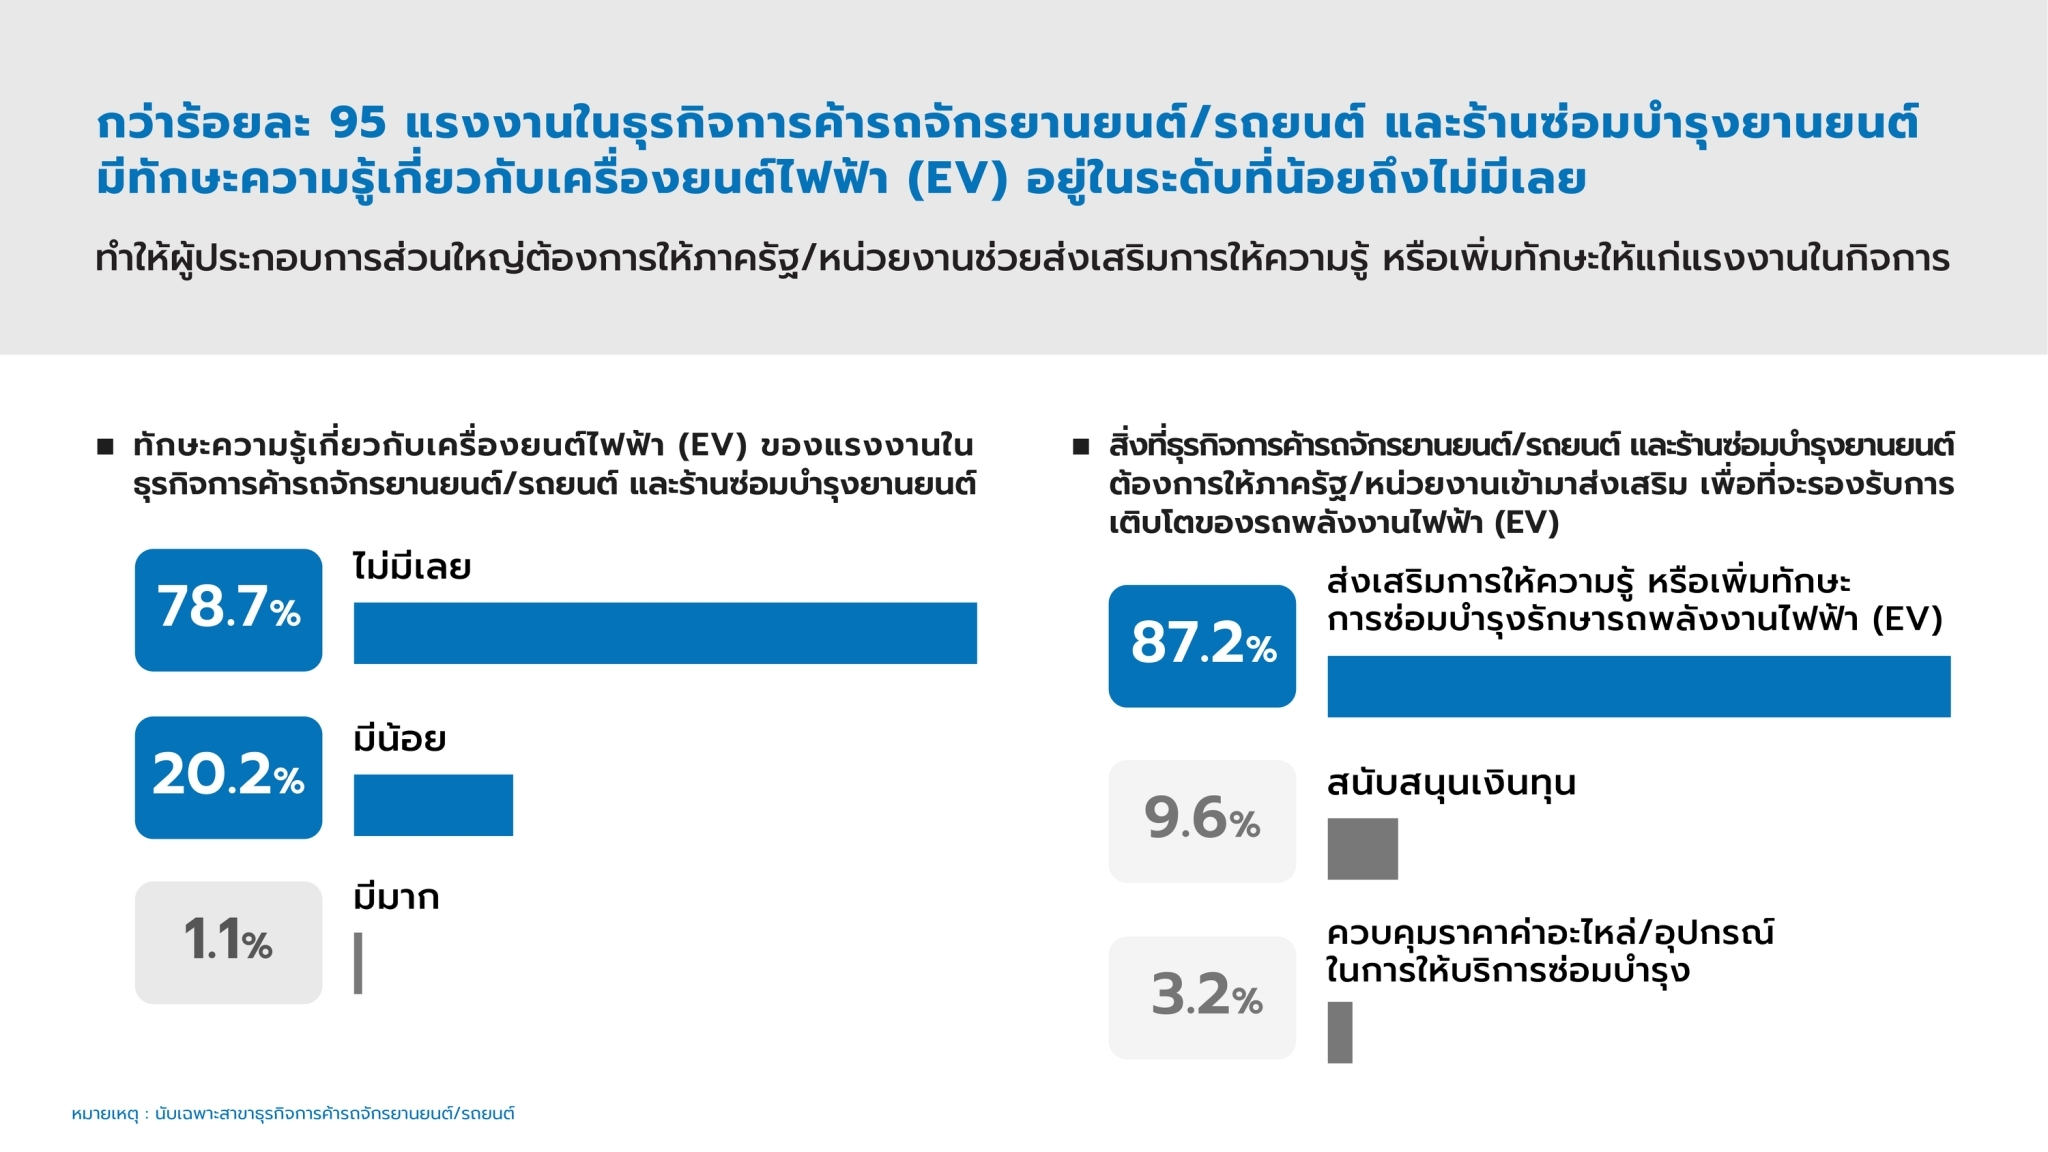 กว่าร้อยละ 95 แรงงานในธุรกิจการค้ารถจักรยานยนต์/รถยนต์ และร้านซ่อมบำรุงยานยนต์
มีทักษะความรู้เกี่ยวกับเครื่องยนต์ไฟฟ้า (EV) อยู่ในระดับที่น้อยถึงไม่มีเลย
ทำให้ผู้ประกอบการส่วนใหญ่ต้องการให้ภาครัฐ/หน่วยงานช่วยส่งเสริมการให้ความรู้ หรือเพิ่มทักษะให้แก่แรงงานในกิจการ
■ ทักษะความรู้เกี่ยวกับเครื่องยนต์ไฟฟ้า (EV) ของแรงงานใน
ธุรกิจการค้ารถจักรยานยนต์/รถยนต์ และร้านซ่อมบำรุงยานยนต์
ไม่มีเลย
78.7%
มีน้อย
20.2%
มีมาก
1.1%
■ สิ่งที่ธุรกิจการค้ารถจักรยานยนต์/รถยนต์ และร้านซ่อมบำรุงยานยนต์
ต้องการให้ภาครัฐ/หน่วยงานเข้ามาส่งเสริม เพื่อที่จะรองรับการ
เติบโตของรถพลังงานไฟฟ้า (EV)
ส่งเสริมการให้ความรู้ หรือเพิ่มทักษะ
การซ่อมบำรุงรักษารถพลังงานไฟฟ้า (EV)
87.2%
สนับสนุนเงินทุน
9.6%
ควบคุมราคาค่าอะไหล่/อุปกรณ์
ในการให้บริการซ่อมบำรุง
3.2%
หมายเหตุ : นับเฉพาะสาขาธุรกิจการค้ารถจักรยานยนต์/รถยนต์